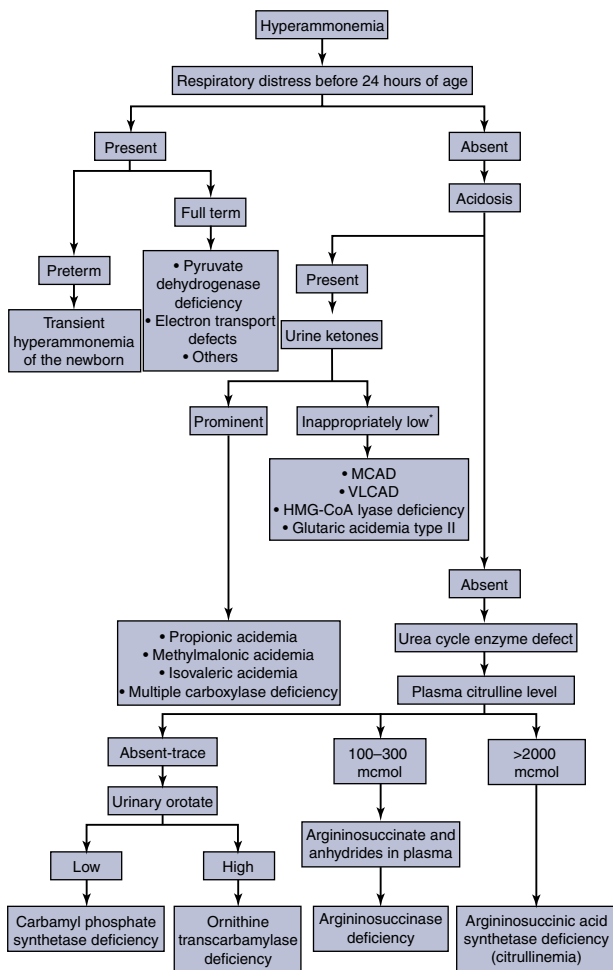 Hyperammonemia
Respiratory distress before 24 hours of age
Present
Absent
Full term
Acidosis
Preterm
• Pyruvate
dehydrogenase
deficiency
• Electron transport
defects
• Others
Present
Transient
hyperammonemia
of the newborn
Urine ketones
Prominent
Inappropriately low*
• MCAD
• VLCAD
• HMG-CoA lyase deficiency
• Glutaric acidemia type II
Absent
• Propionic acidemia
• Methylmalonic acidemia
• Isovaleric acidemia
• Multiple carboxylase deficiency
Urea cycle enzyme defect
Plasma citrulline level
Absent-trace
100–300
mcmol
>2000
mcmol
Urinary orotate
Argininosuccinate and
anhydrides in plasma
Low
High
Carbamyl phosphate
synthetase deficiency
Ornithine
transcarbamylase
deficiency
Argininosuccinase
deficiency
Argininosuccinic acid
synthetase deficiency
(citrullinemia)